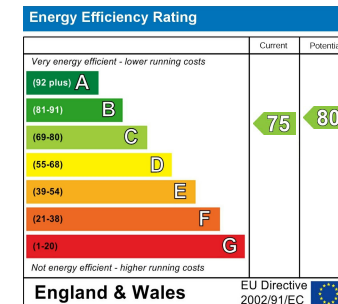 Energy Efficiency Rating
Current Potentia
Very energy efficient - lower running costs
(92 plus) A
(81-91) B
(69-80) C
75 80
(55-68) D
(39-54) E
(21-38) F
(1-20) G
Not energy efficient - higher running costs
England & Wales
EU Directive
2002/91/EC